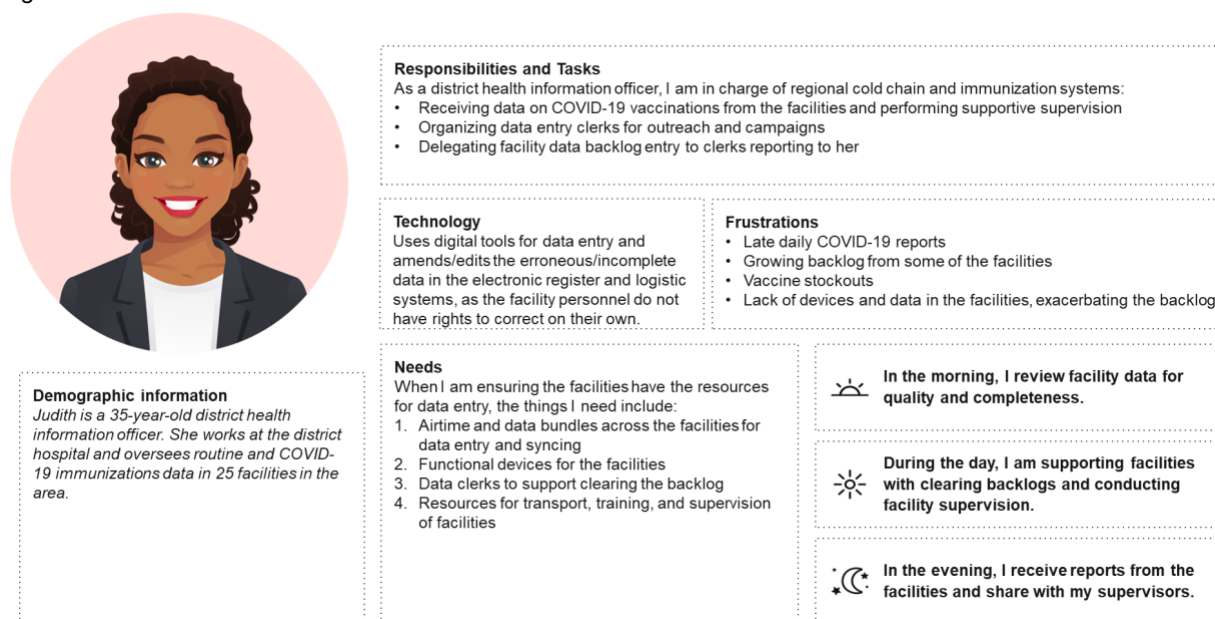 Responsibilities and Tasks
As a district health information officer, I am in charge of regional cold chain and immunization systems:
• Receiving data on COVID-19 vaccinations from the facilities and performing supportive supervision
• Organizing data entry clerks for outreach and campaigns
• Delegating facility data backlog entry to clerks reporting to her
Technology
Uses digital tools for data entry and
amends/edits the erroneous/incomplete
data in the electronic register and logistic
systems, as the facility personnel do not
have rights to correct on their own.
Frustrations
• Late daily COVID-19 reports
• Growing backlog from some of the facilities
• Vaccine stockouts
• Lack of devices and data in the facilities, exacerbating the backlog
Demographic information
Judith is a 35-year-old district health
information officer. She works at the district
hospital and oversees routine and COVID-
19 immunizations data in 25 facilities in the
area.
Needs
When I am ensuring the facilities have the resources
for data entry, the things I need include:
1. Airtime and data bundles across the facilities for
data entry and syncing
2. Functional devices for the facilities
3. Data clerks to support clearing the backlog
4. Resources for transport, training, and supervision
of facilities
In the morning, I review facility data for
quality and completeness.
During the day, I am supporting facilities
with clearing backlogs and conducting
facility supervision.
In the evening, I receive reports from the
facilities and share with my supervisors.